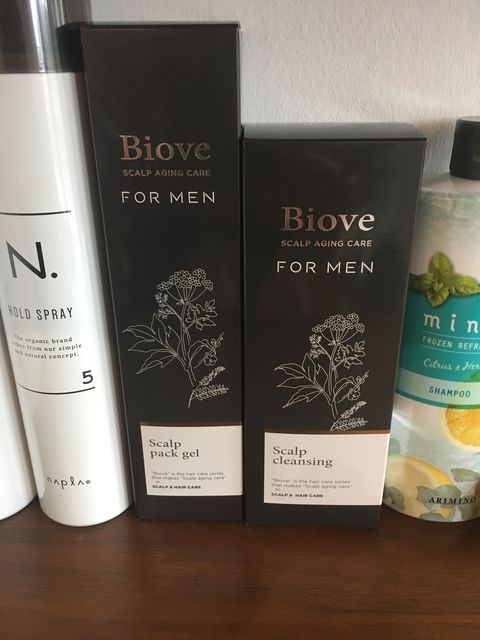 N.
HOLD SPRAY
The organic brand
comes from our simple
and natural concept.
5
napla
Biove
SCALP AGING CARE
FOR MEN
Scalp
pack gel
"Biove" is the hair care series
that makes "Scalp aging care"
SCALP & HAIR CARE
Biove
SCALP AGING CARE
FOR MEN
Scalp
cleansing
"Biove" is the hair care series
that makes "Scalp aging care"
SCALP & HAIR CARE
min
FROZEN REFR
Citrus & Her
SHAMPOO
ARIMINO